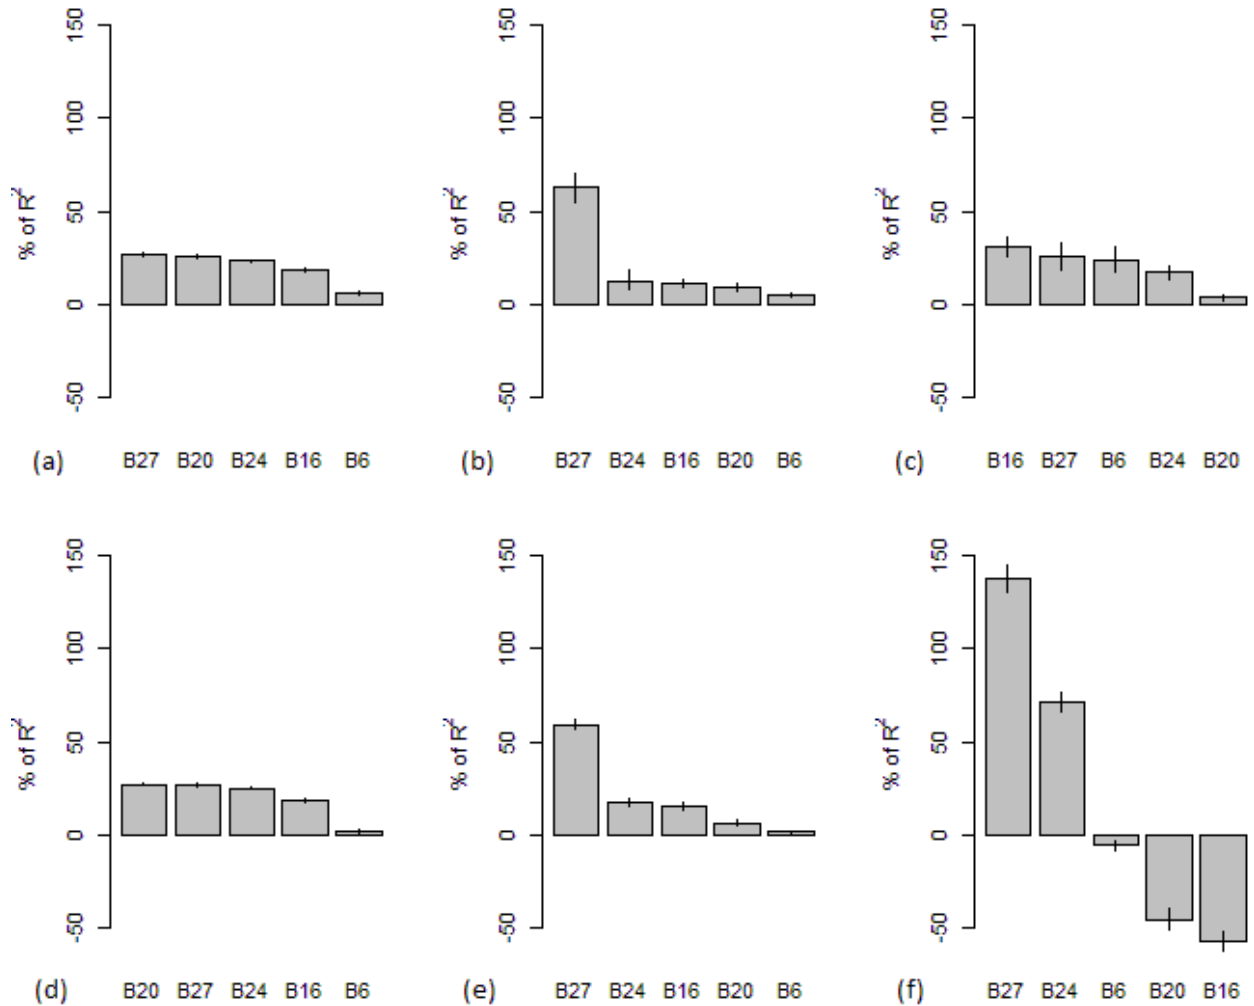 150
100
50
0
-50
% of R²
(a) B27 B20 B24 B16 B6
150
100
50
0
-50
% of R²
(b) B27 B24 B16 B20 B6
150
100
50
0
-50
% of R²
(c) B16 B27 B6 B24 B20
150
100
50
0
-50
% of R²
(d) B20 B27 B24 B16 B6
150
100
50
0
-50
% of R²
(e) B27 B24 B16 B20 B6
150
100
50
0
-50
% of R²
(f) B27 B24 B6 B20 B16